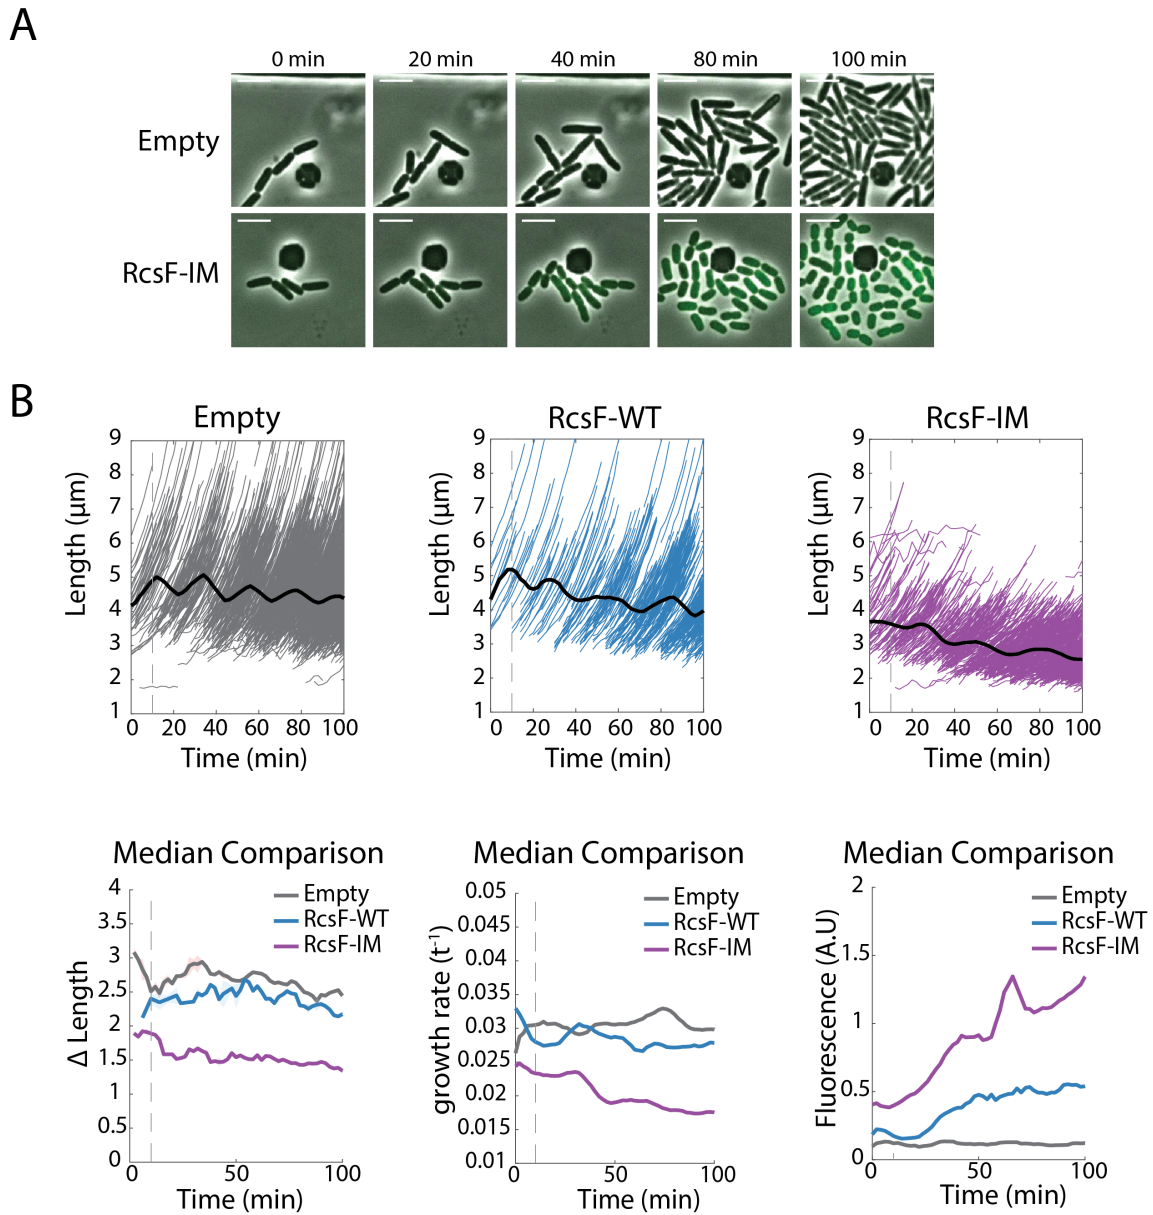 A
0 min 20 min 40 min 80 min 100 min
Empty
RcsF-IM
B
Empty RcsF-WT RcsF-IM
9 9 9
8 8 8
7 7 7
6 6 6
5 5 5
4 4 4
3 3 3
2 2 2
1 1 1
Length (μm) Length (μm) Length (μm)
0 20 40 60 80 100 0 20 40 60 80 100 0 20 40 60 80 100
Time (min) Time (min) Time (min)
Median Comparison Median Comparison Median Comparison
4
3.5
3
2.5
2
1.5
1
0.5
0
Δ Length
Empty
RcsF-WT
RcsF-IM
0 50 100
Time (min)
0.05
0.045
0.04
0.035
0.03
0.025
0.02
0.015
0.01
growth rate (t⁻¹)
Empty
RcsF-WT
RcsF-IM
0 50 100
Time (min)
2
1.5
1
0.5
0
Fluorescence (A.U)
Empty
RcsF-WT
RcsF-IM
0 50 100
Time (min)